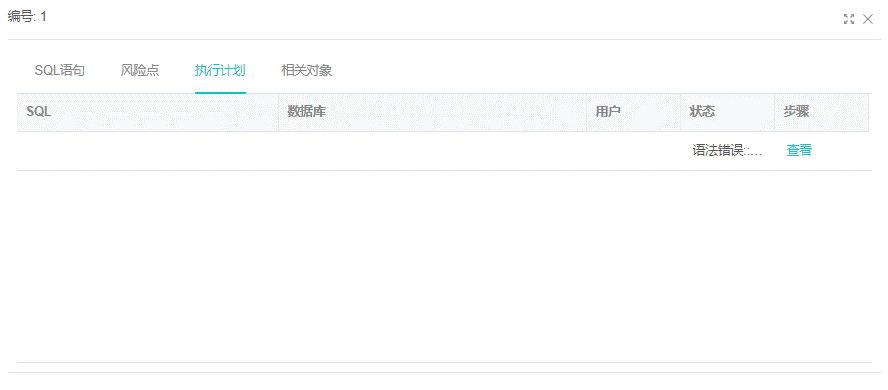 编号: 1
SQL语句 风险点 执行计划 相关对象
SQL 数据库 用户 状态 步骤
语法错误::... 查看